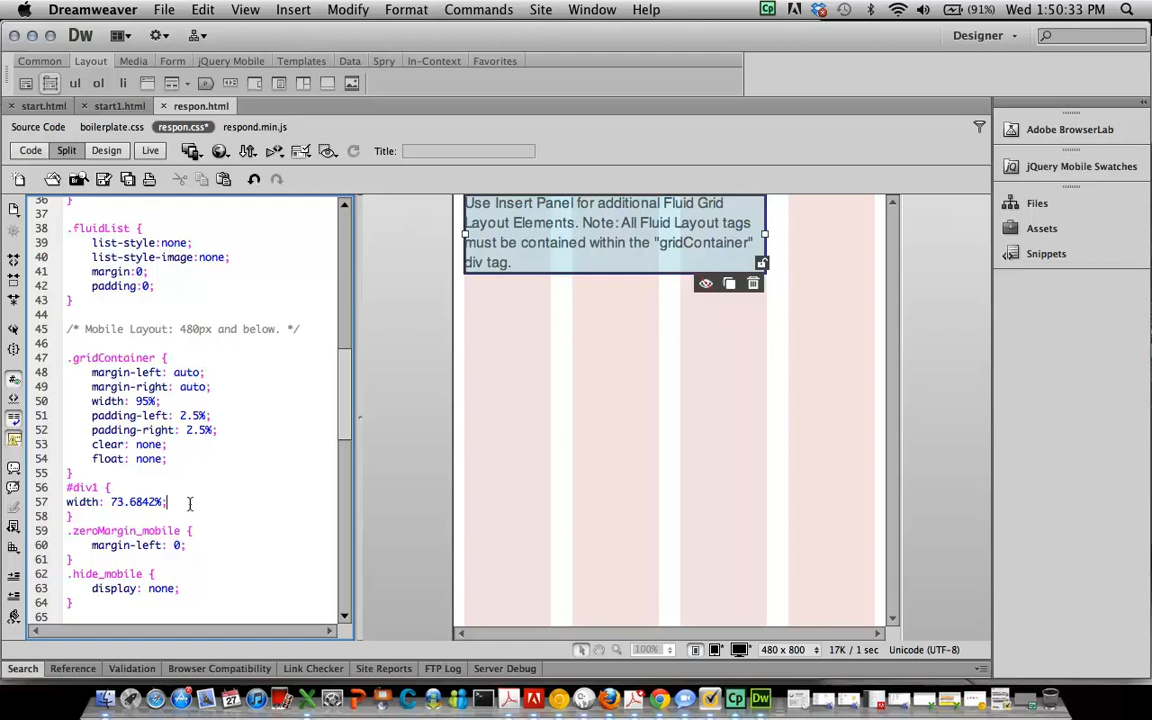 Dreamweaver File Edit View Insert Modify Format Commands Site Window Help (91%) Wed 1:50:33 PM
Dw Designer
Common Layout Media Form jQuery Mobile Templates Data Spry In-Context Favorites
ul ol li
start.html start1.html respon.html
Source Code boilerplate.css respon.css* respond.min.js
Code Split Design Live Title:
Adobe BrowserLab
jQuery Mobile Swatches
Files
Assets
Snippets
36 }
37
38 .fluidList {
39 list-style:none;
40 list-style-image:none;
41 margin:0;
42 padding:0;
43 }
44
45 /* Mobile Layout: 480px and below. */
46
47 .gridContainer {
48 margin-left: auto;
49 margin-right: auto;
50 width: 95%;
51 padding-left: 2.5%;
52 padding-right: 2.5%;
53 clear: none;
54 float: none;
55 }
56 #div1 {
57 width: 73.6842%;
58 }
59 .zeroMargin_mobile {
60 margin-left: 0;
61 }
62 .hide_mobile {
63 display: none;
64 }
65
Use Insert Panel for additional Fluid Grid
Layout Elements. Note: All Fluid Layout tags
must be contained within the "gridContainer"
div tag.
100% 480 x 800 17K / 1 sec Unicode (UTF-8)
Search Reference Validation Browser Compatibility Link Checker Site Reports FTP Log Server Debug
27 Cp Dw